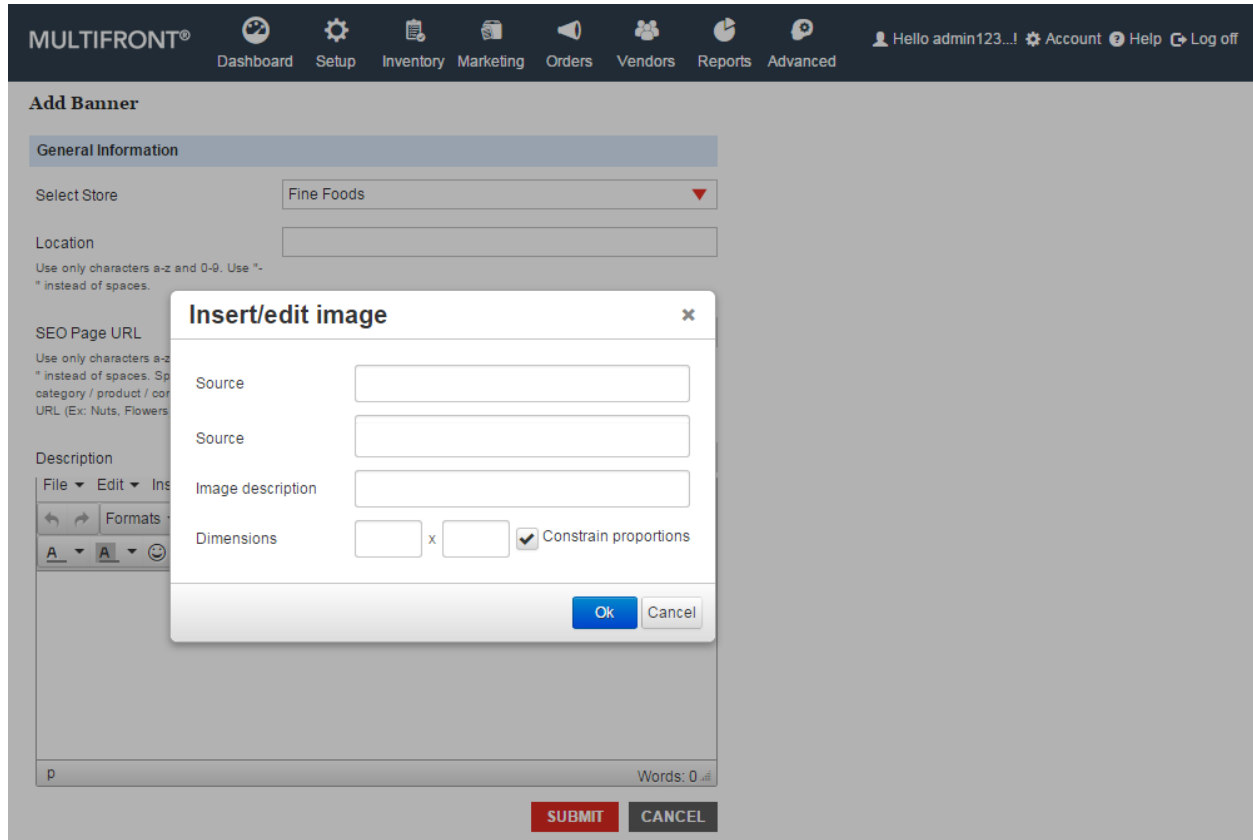 MULTIFRONT®
Dashboard
Setup
Inventory
Marketing
Orders
Vendors
Reports
Advanced
Hello admin123...!
Account
Help
Log off
Add Banner
General Information
Select Store
Fine Foods
Location
Use only characters a-z and 0-9. Use "-
" instead of spaces.
SEO Page URL
Use only characters a-z
" instead of spaces. Sp
category / product / con
URL (Ex: Nuts, Flowers
Description
File Edit Ins
Formats
A A
p
Words: 0
SUBMIT
CANCEL
Insert/edit image
×
Source
Source
Image description
Dimensions
x
Constrain proportions
Ok
Cancel